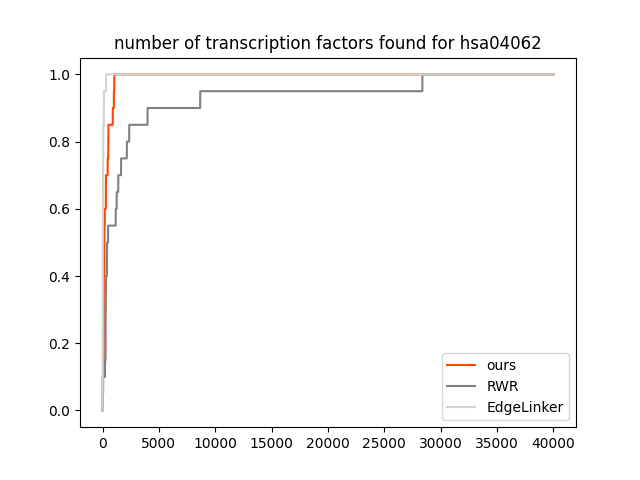 number of transcription factors found for hsa04062
1.0
0.8
0.6
0.4
0.2
0.0
ours
RWR
EdgeLinker
0 5000 10000 15000 20000 25000 30000 35000 40000